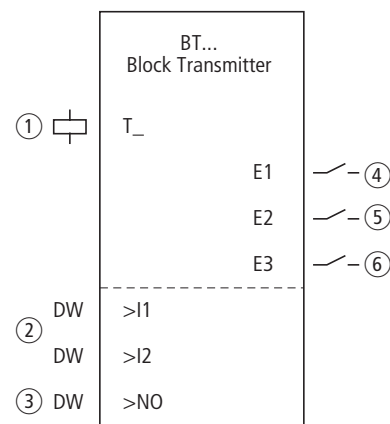 BT...
Block Transmitter
1 T_
E1 4
E2 5
E3 6
DW >I1
2
DW >I2
3 DW >NO